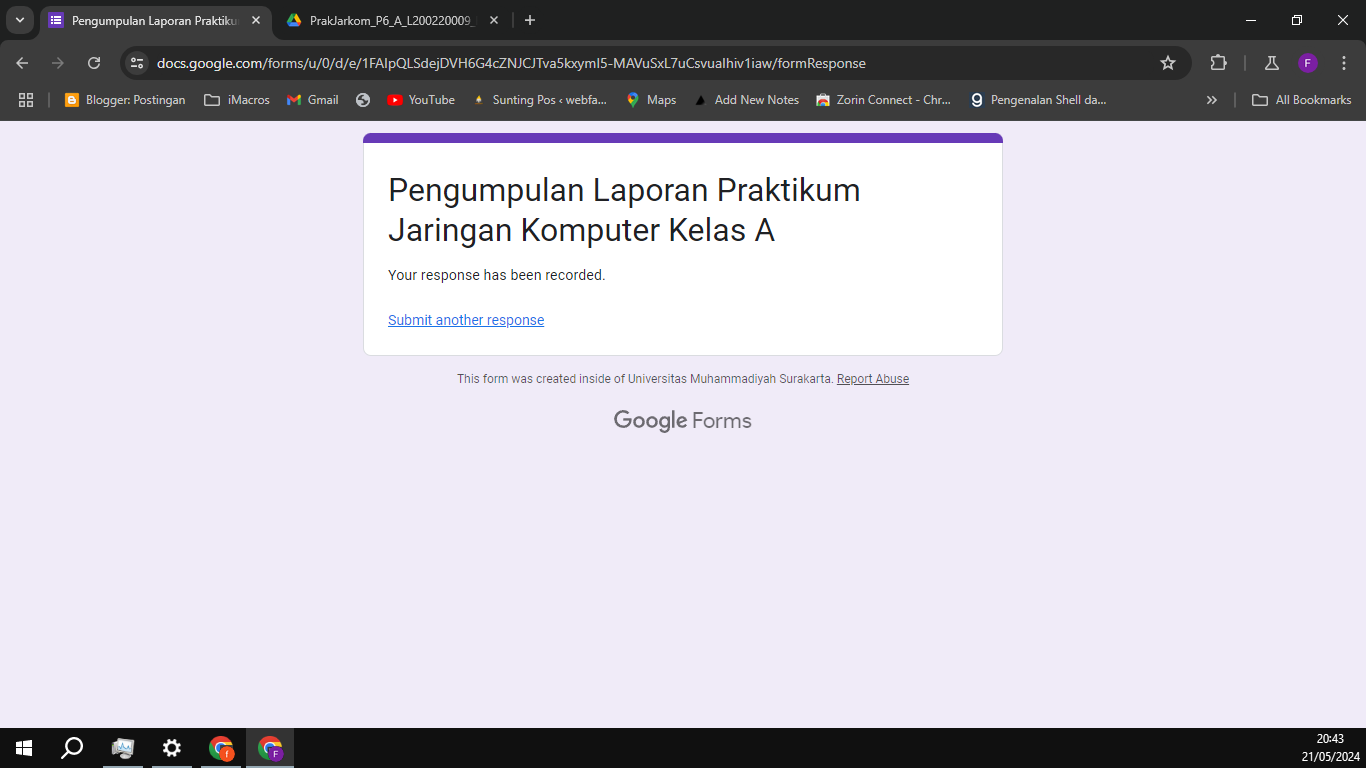 Pengumpulan Laporan Praktiku
PrakJarkom_P6_A_L200220009_
docs.google.com/forms/u/0/d/e/1FAIpQLSdejDVH6G4cZNJCJTva5kxymI5-MAVuSxL7uCsvualhiv1iaw/formResponse
F
Blogger: Postingan
iMacros
Gmail
YouTube
Sunting Pos ‹ webfa...
Maps
Add New Notes
Zorin Connect - Chr...
Pengenalan Shell da...
»
All Bookmarks
Pengumpulan Laporan Praktikum
Jaringan Komputer Kelas A
Your response has been recorded.
Submit another response
This form was created inside of Universitas Muhammadiyah Surakarta. Report Abuse
Google Forms
f
F
20:43
21/05/2024